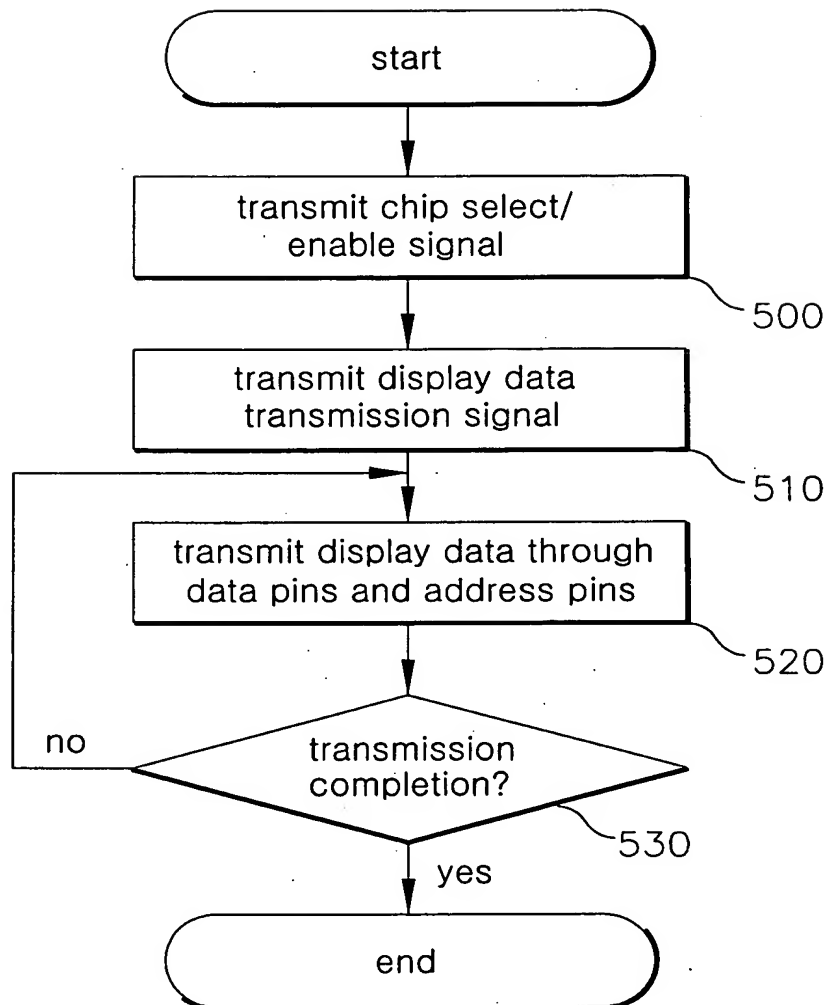 start
transmit chip select/
enable signal
500
transmit display data
transmission signal
510
transmit display data through
data pins and address pins
520
no
transmission
completion?
530
yes
end